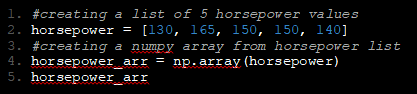 1. #creating a list of 5 horsepower values
2. horsepower = [130, 165, 150, 150, 140]
3. #creating a numpy array from horsepower list
4. horsepower_arr = np.array(horsepower)
5. horsepower_arr